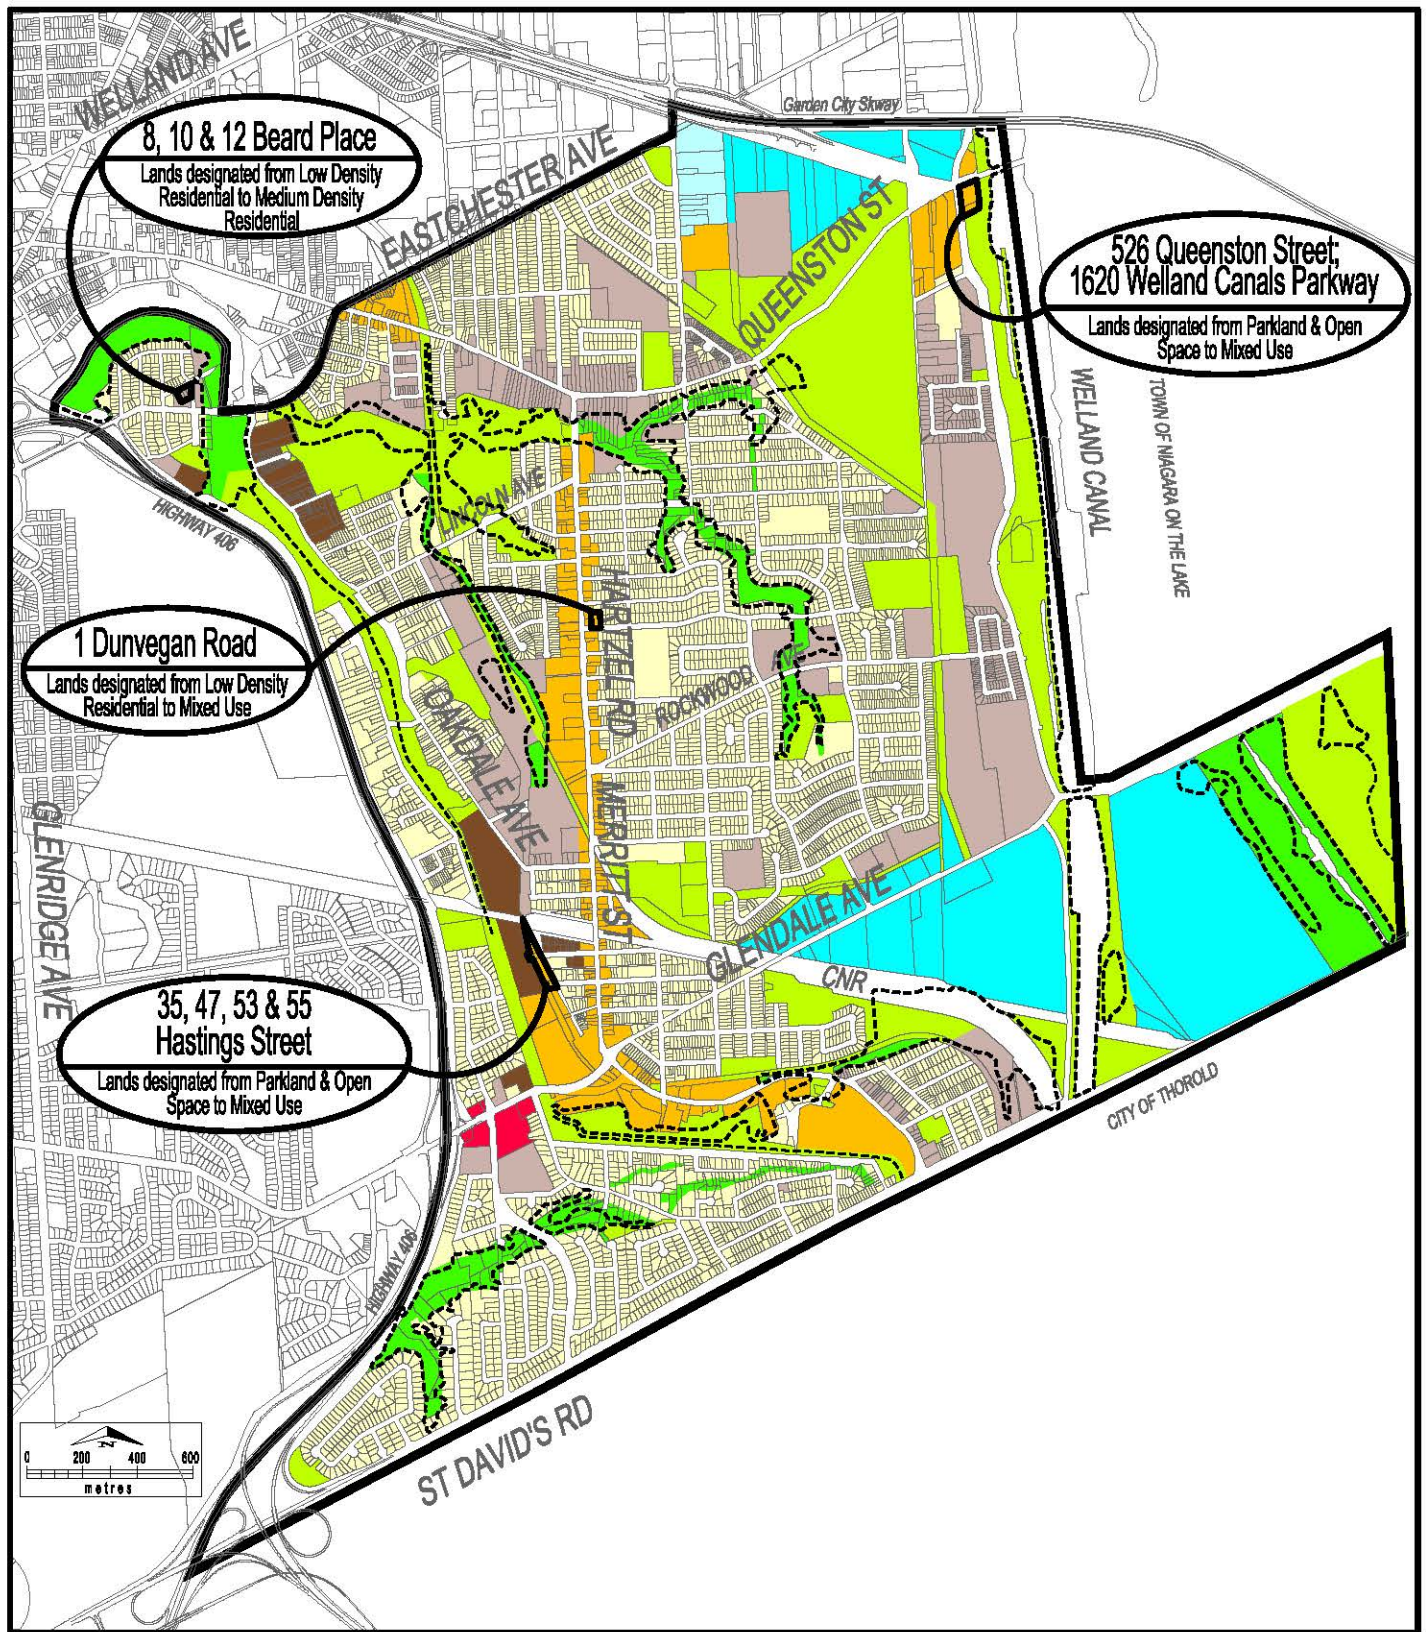 WELLAND AVE
Garden City Skway
8, 10 & 12 Beard Place
Lands designated from Low Density
Residential to Medium Density
Residential
EASTCHESTER AVE
QUEENSTON ST
526 Queenston Street;
1620 Welland Canals Parkway
Lands designated from Parkland & Open
Space to Mixed Use
WELLAND CANAL
TOWN OF NIAGARA ON THE LAKE
HIGHWAY 406
LINCOLN AVE
HARTZEL RD
1 Dunvegan Road
Lands designated from Low Density
Residential to Mixed Use
ROCKWOOD AVE
OAKDALE AVE
MERRITT ST
GLENRIDGE AVE
GLENDALE AVE
CNR
35, 47, 53 & 55
Hastings Street
Lands designated from Parkland & Open
Space to Mixed Use
CITY OF THOROLD
HIGHWAY 406
ST DAVID'S RD
0 200 400 600
metres